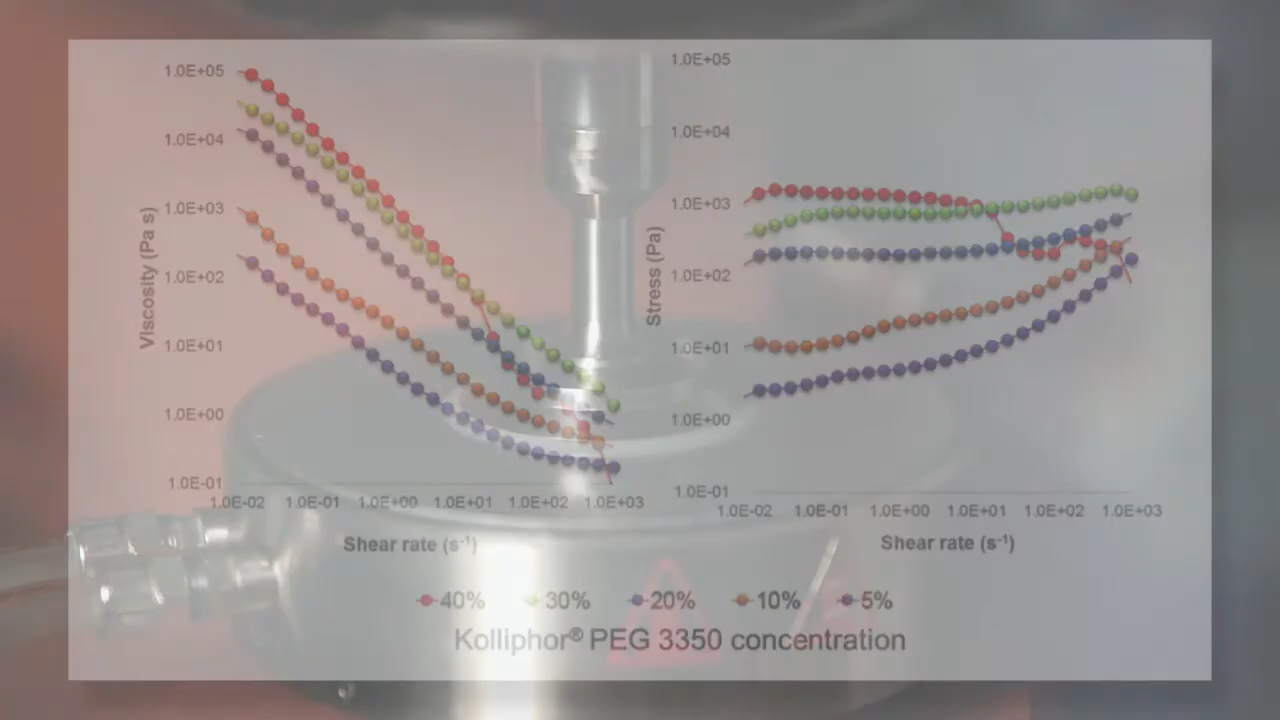 1.0E+05
1.0E+04
1.0E+03
1.0E+02
1.0E+01
1.0E+00
1.0E-01
Viscosity (Pa s)
1.0E-02 1.0E-01 1.0E+00 1.0E+01 1.0E+02 1.0E+03
Shear rate (s⁻¹)
1.0E+05
1.0E+04
1.0E+03
1.0E+02
1.0E+01
1.0E+00
1.0E-01
Stress (Pa)
1.0E-02 1.0E-01 1.0E+00 1.0E+01 1.0E+02 1.0E+03
Shear rate (s⁻¹)
40% 30% 20% 10% 5%
Kolliphor® PEG 3350 concentration